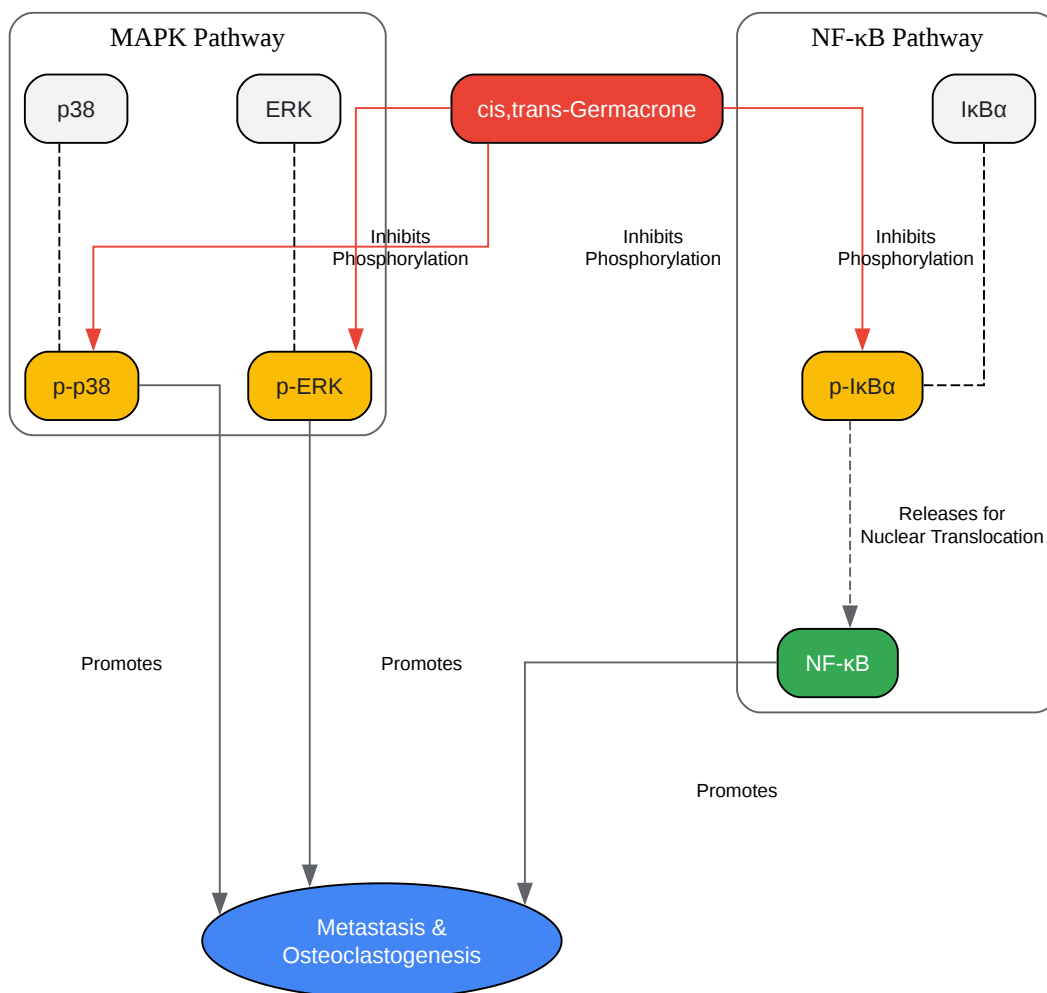 MAPK Pathway
NF-κB Pathway
p38
ERK
cis,trans-Germacrone
IκBα
Inhibits
Phosphorylation
Inhibits
Phosphorylation
Inhibits
Phosphorylation
p-p38
p-ERK
p-IκBα
Releases for
Nuclear Translocation
Promotes
Promotes
NF-κB
Promotes
Metastasis &
Osteoclastogenesis